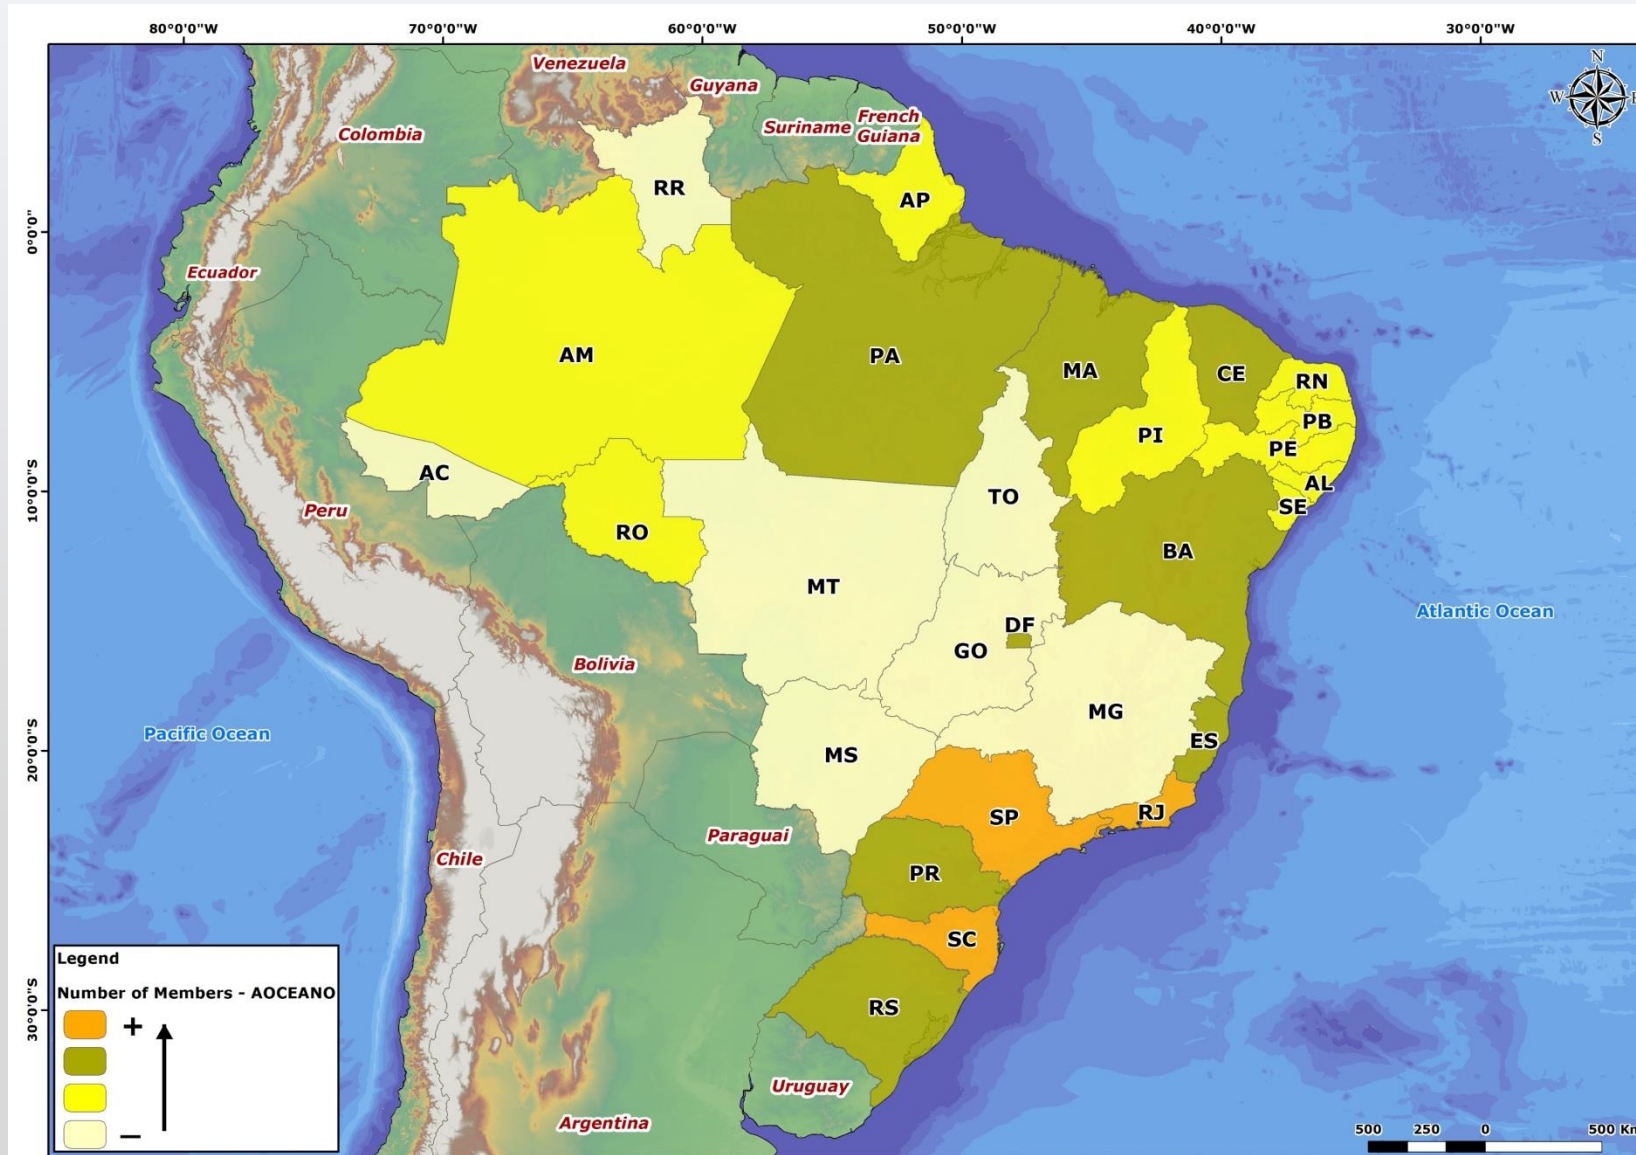 80°0'0"W 70°0'0"W 60°0'0"W 50°0'0"W 40°0'0"W 30°0'0"W
N
W E
S
Venezuela
Guyana
Colombia
Suriname
French
Guiana
RR
AP
0°0'0"
Ecuador
AM
PA
MA
CE
RN
PB
PI
PE
AC
AL
10°0'0"S
TO
SE
Peru
RO
BA
MT
Atlantic Ocean
DF
GO
Bolivia
MG
Pacific Ocean
ES
20°0'0"S
MS
RJ
SP
Paraguai
Chile
PR
SC
Legend
Number of Members - AOCEANO
+
−
30°0'0"S
RS
Uruguay
Argentina
500 250 0 500 Km